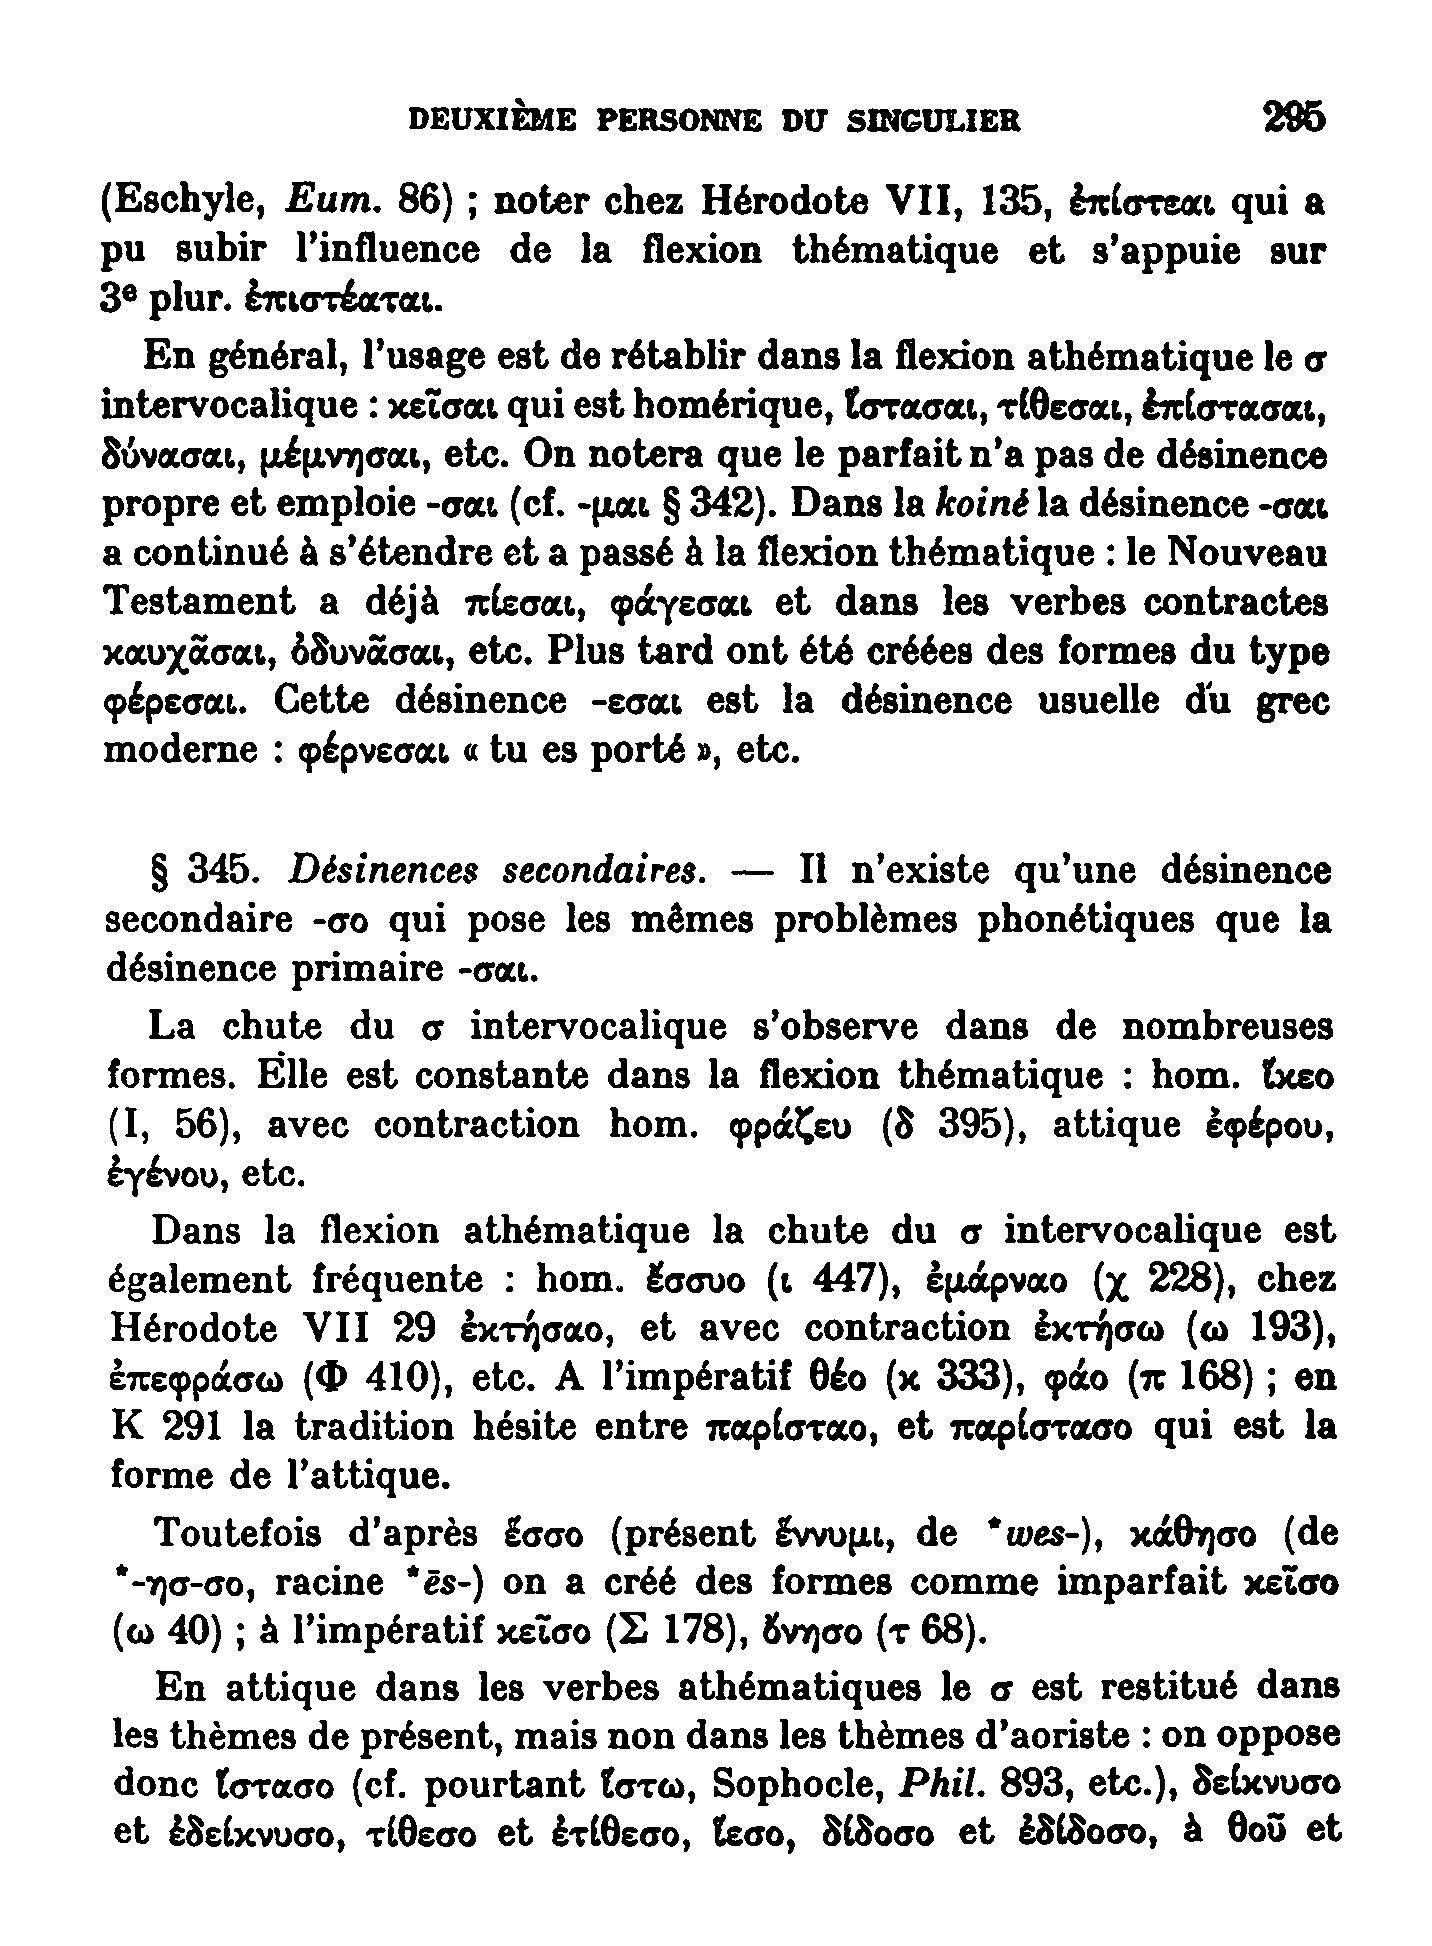 DEUXIÈME PERSONNE DU SINGULIER 295
(Eschyle, Eum. 86) ; noter chez Hérodote VII, 135, ἐπίστεαι qui a
pu subir l'influence de la flexion thématique et s'appuie sur
3e plur. ἐπιστέαται.
En général, l'usage est de rétablir dans la flexion athématique le σ
intervocalique : κεῖσαι qui est homérique, ἵστασαι, τίθεσαι, ἐπίστασαι,
δύνασαι, μέμνησαι, etc. On notera que le parfait n'a pas de désinence
propre et emploie -σαι (cf. -μαι § 342). Dans la koiné la désinence -σαι
a continué à s'étendre et a passé à la flexion thématique : le Nouveau
Testament a déjà πίεσαι, φάγεσαι et dans les verbes contractes
καυχᾶσαι, ὀδυνᾶσαι, etc. Plus tard ont été créées des formes du type
φέρεσαι. Cette désinence -εσαι est la désinence usuelle du grec
moderne : φέρνεσαι « tu es porté », etc.
§ 345. Désinences secondaires. — Il n'existe qu'une désinence
secondaire -σο qui pose les mêmes problèmes phonétiques que la
désinence primaire -σαι.
La chute du σ intervocalique s'observe dans de nombreuses
formes. Elle est constante dans la flexion thématique : hom. ἵκεο
(I, 56), avec contraction hom. φράζευ (δ 395), attique ἐφέρου,
ἐγένου, etc.
Dans la flexion athématique la chute du σ intervocalique est
également fréquente : hom. ἔσσυο (ι 447), ἐμάρναο (χ 228), chez
Hérodote VII 29 ἐκτήσαο, et avec contraction ἐκτήσω (ω 193),
ἐπεφράσω (Φ 410), etc. A l'impératif θέο (κ 333), φάο (π 168) ; en
K 291 la tradition hésite entre παρίσταο, et παρίστασο qui est la
forme de l'attique.
Toutefois d'après ἕσσο (présent ἕννυμι, de *wes-), κάθησο (de
*-ησ-σο, racine *ēs-) on a créé des formes comme imparfait κεῖσο
(ω 40) ; à l'impératif κεῖσο (Σ 178), ὄνησο (τ 68).
En attique dans les verbes athématiques le σ est restitué dans
les thèmes de présent, mais non dans les thèmes d'aoriste : on oppose
donc ἵστασο (cf. pourtant ἵστω, Sophocle, Phil. 893, etc.), δείκνυσο
et ἐδείκνυσο, τίθεσο et ἐτίθεσο, ἵεσο, δίδοσο et ἐδίδοσο, à θοῦ et